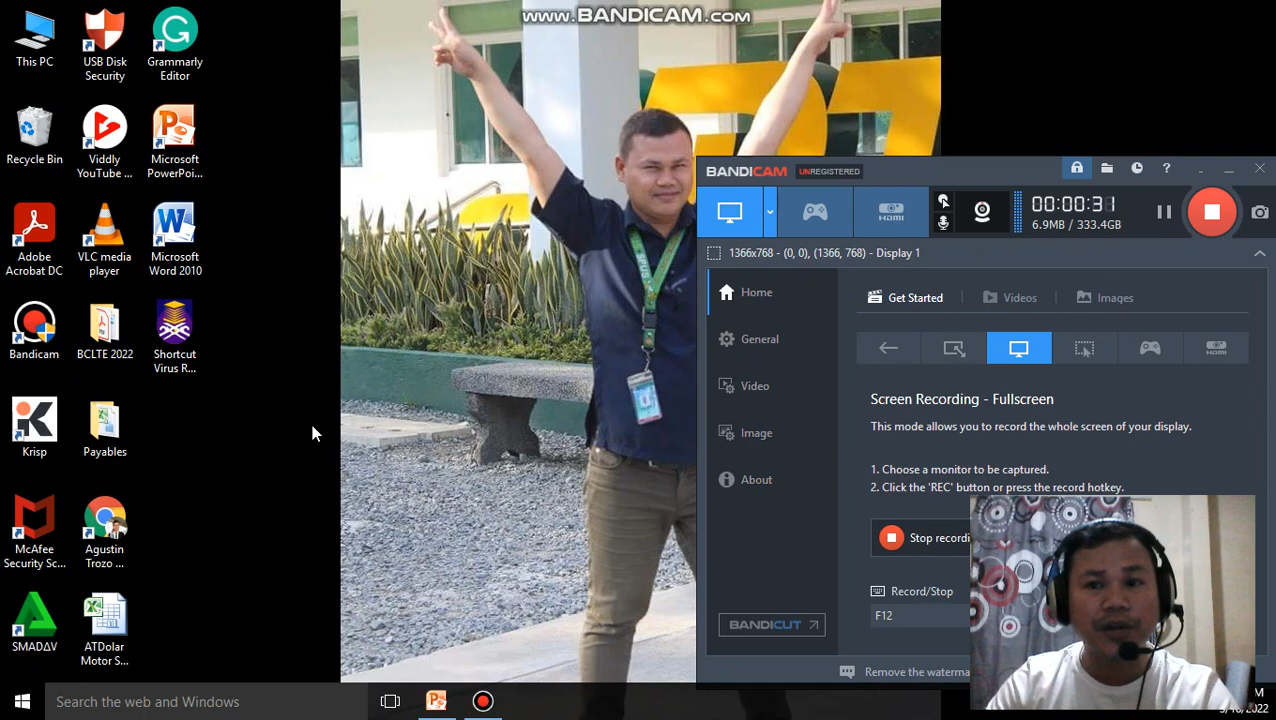 www.BANDICAM.com
This PC
USB Disk
Security
Grammarly
Editor
Recycle Bin
Viddly
YouTube ...
Microsoft
PowerPoi...
Adobe
Acrobat DC
VLC media
player
Microsoft
Word 2010
Bandicam
BCLTE 2022
Shortcut
Virus R...
Krisp
Payables
McAfee
Security Sc...
Agustin
Trozo ...
SMADAV
ATDolar
Motor S...
BANDICAM UNREGISTERED
HDMI
00:00:31
6.9MB / 333.4GB
1366x768 - (0, 0), (1366, 768) - Display 1
Home
General
Video
Image
About
BANDICUT
Get Started
Videos
Images
HDMI
Screen Recording - Fullscreen
This mode allows you to record the whole screen of your display.
1. Choose a monitor to be captured.
2. Click the 'REC' button or press the record hotkey.
Stop recordi
Record/Stop
F12
Remove the waterma
Search the web and Windows